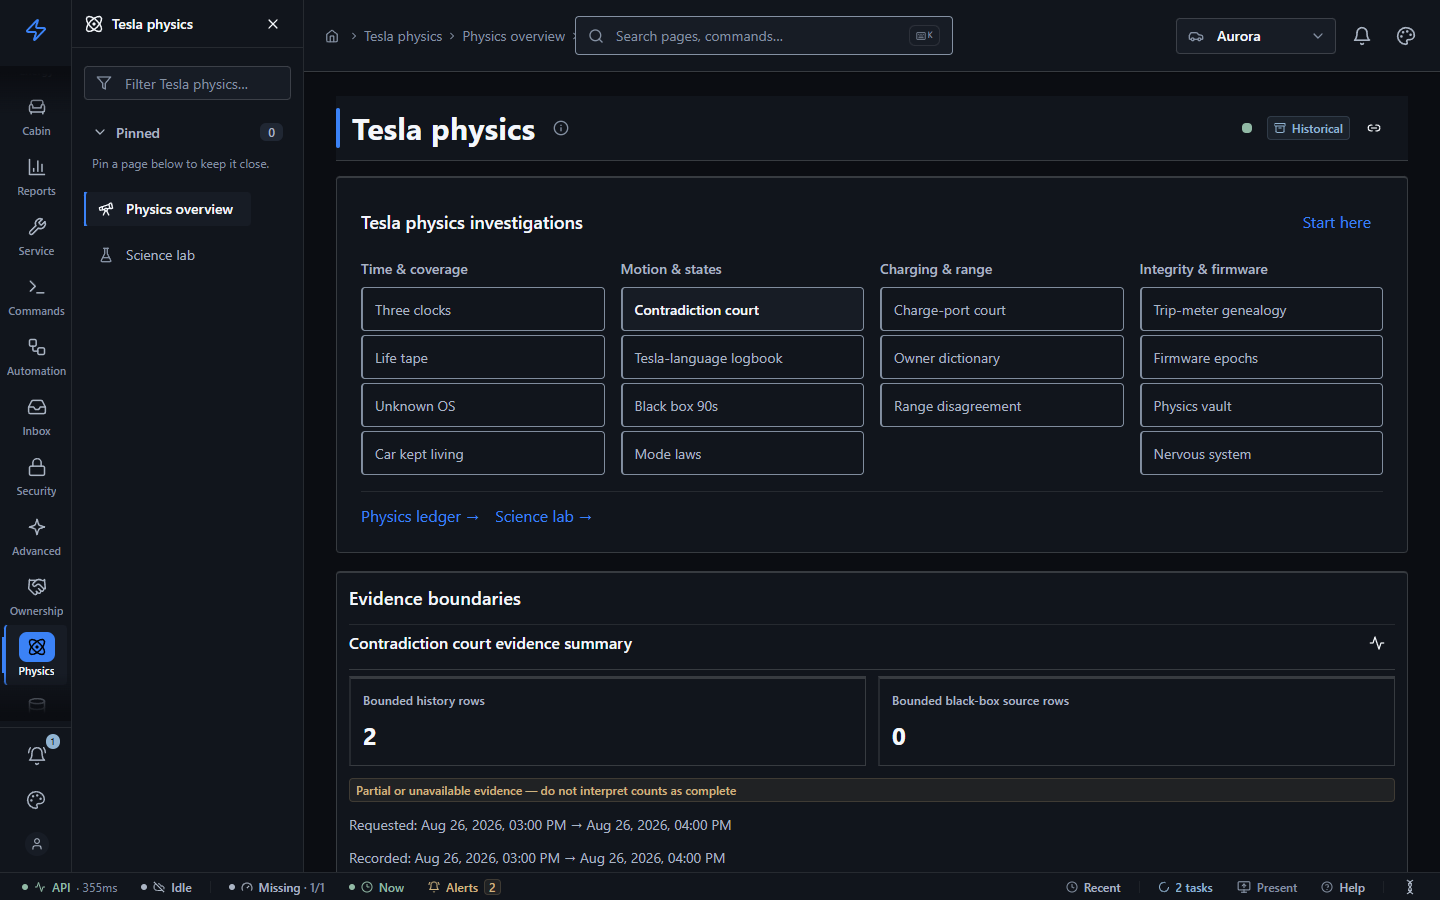 Tesla physics
Tesla physics
Physics overview
Search pages, commands...
K
Aurora
Filter Tesla physics...
Pinned
0
Pin a page below to keep it close.
Physics overview
Science lab
Cabin
Reports
Service
Commands
Automation
Inbox
Security
Advanced
Ownership
Physics
1
Tesla physics
Historical
Tesla physics investigations
Start here
Time & coverage
Three clocks
Life tape
Unknown OS
Car kept living
Motion & states
Contradiction court
Tesla-language logbook
Black box 90s
Mode laws
Charging & range
Charge-port court
Owner dictionary
Range disagreement
Integrity & firmware
Trip-meter genealogy
Firmware epochs
Physics vault
Nervous system
Physics ledger →
Science lab →
Evidence boundaries
Contradiction court evidence summary
Bounded history rows
2
Bounded black-box source rows
0
Partial or unavailable evidence — do not interpret counts as complete
Requested: Aug 26, 2026, 03:00 PM → Aug 26, 2026, 04:00 PM
Recorded: Aug 26, 2026, 03:00 PM → Aug 26, 2026, 04:00 PM
API · 355ms
Idle
Missing · 1/1
Now
Alerts 2
Recent
2 tasks
Present
Help